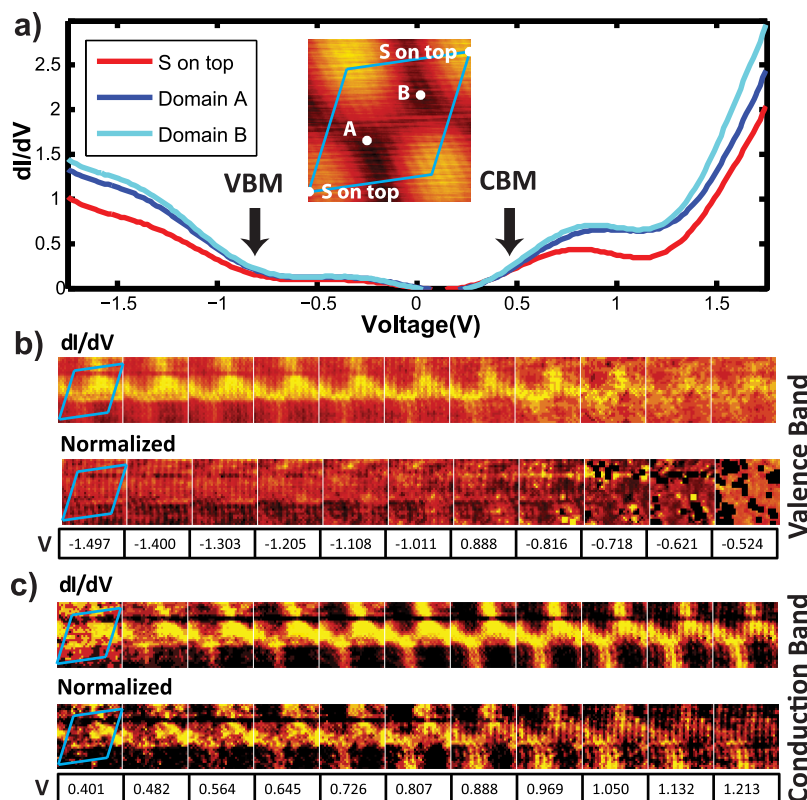 a)
2.5
2
1.5
1
0.5
0
dI/dV
S on top
Domain A
Domain B
S on top
B
A
S on top
VBM
CBM
−1.5
−1
−0.5
0
0.5
1
1.5
Voltage(V)
b)
dI/dV
Normalized
V
-1.497 -1.400 -1.303 -1.205 -1.108 -1.011 0.888 -0.816 -0.718 -0.621 -0.524
Valence Band
c)
dI/dV
Normalized
V
0.401 0.482 0.564 0.645 0.726 0.807 0.888 0.969 1.050 1.132 1.213
Conduction Band